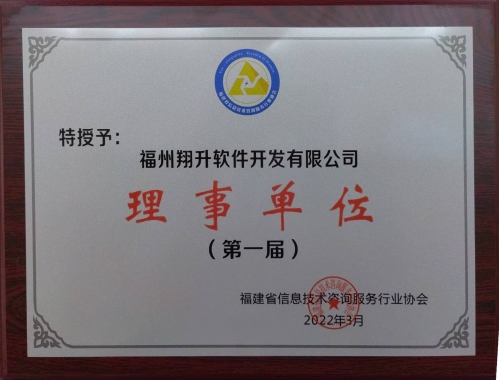 特授予：
福州翔升软件开发有限公司
理事单位
（第一届）
福建省信息技术咨询服务行业协会
2022年3月